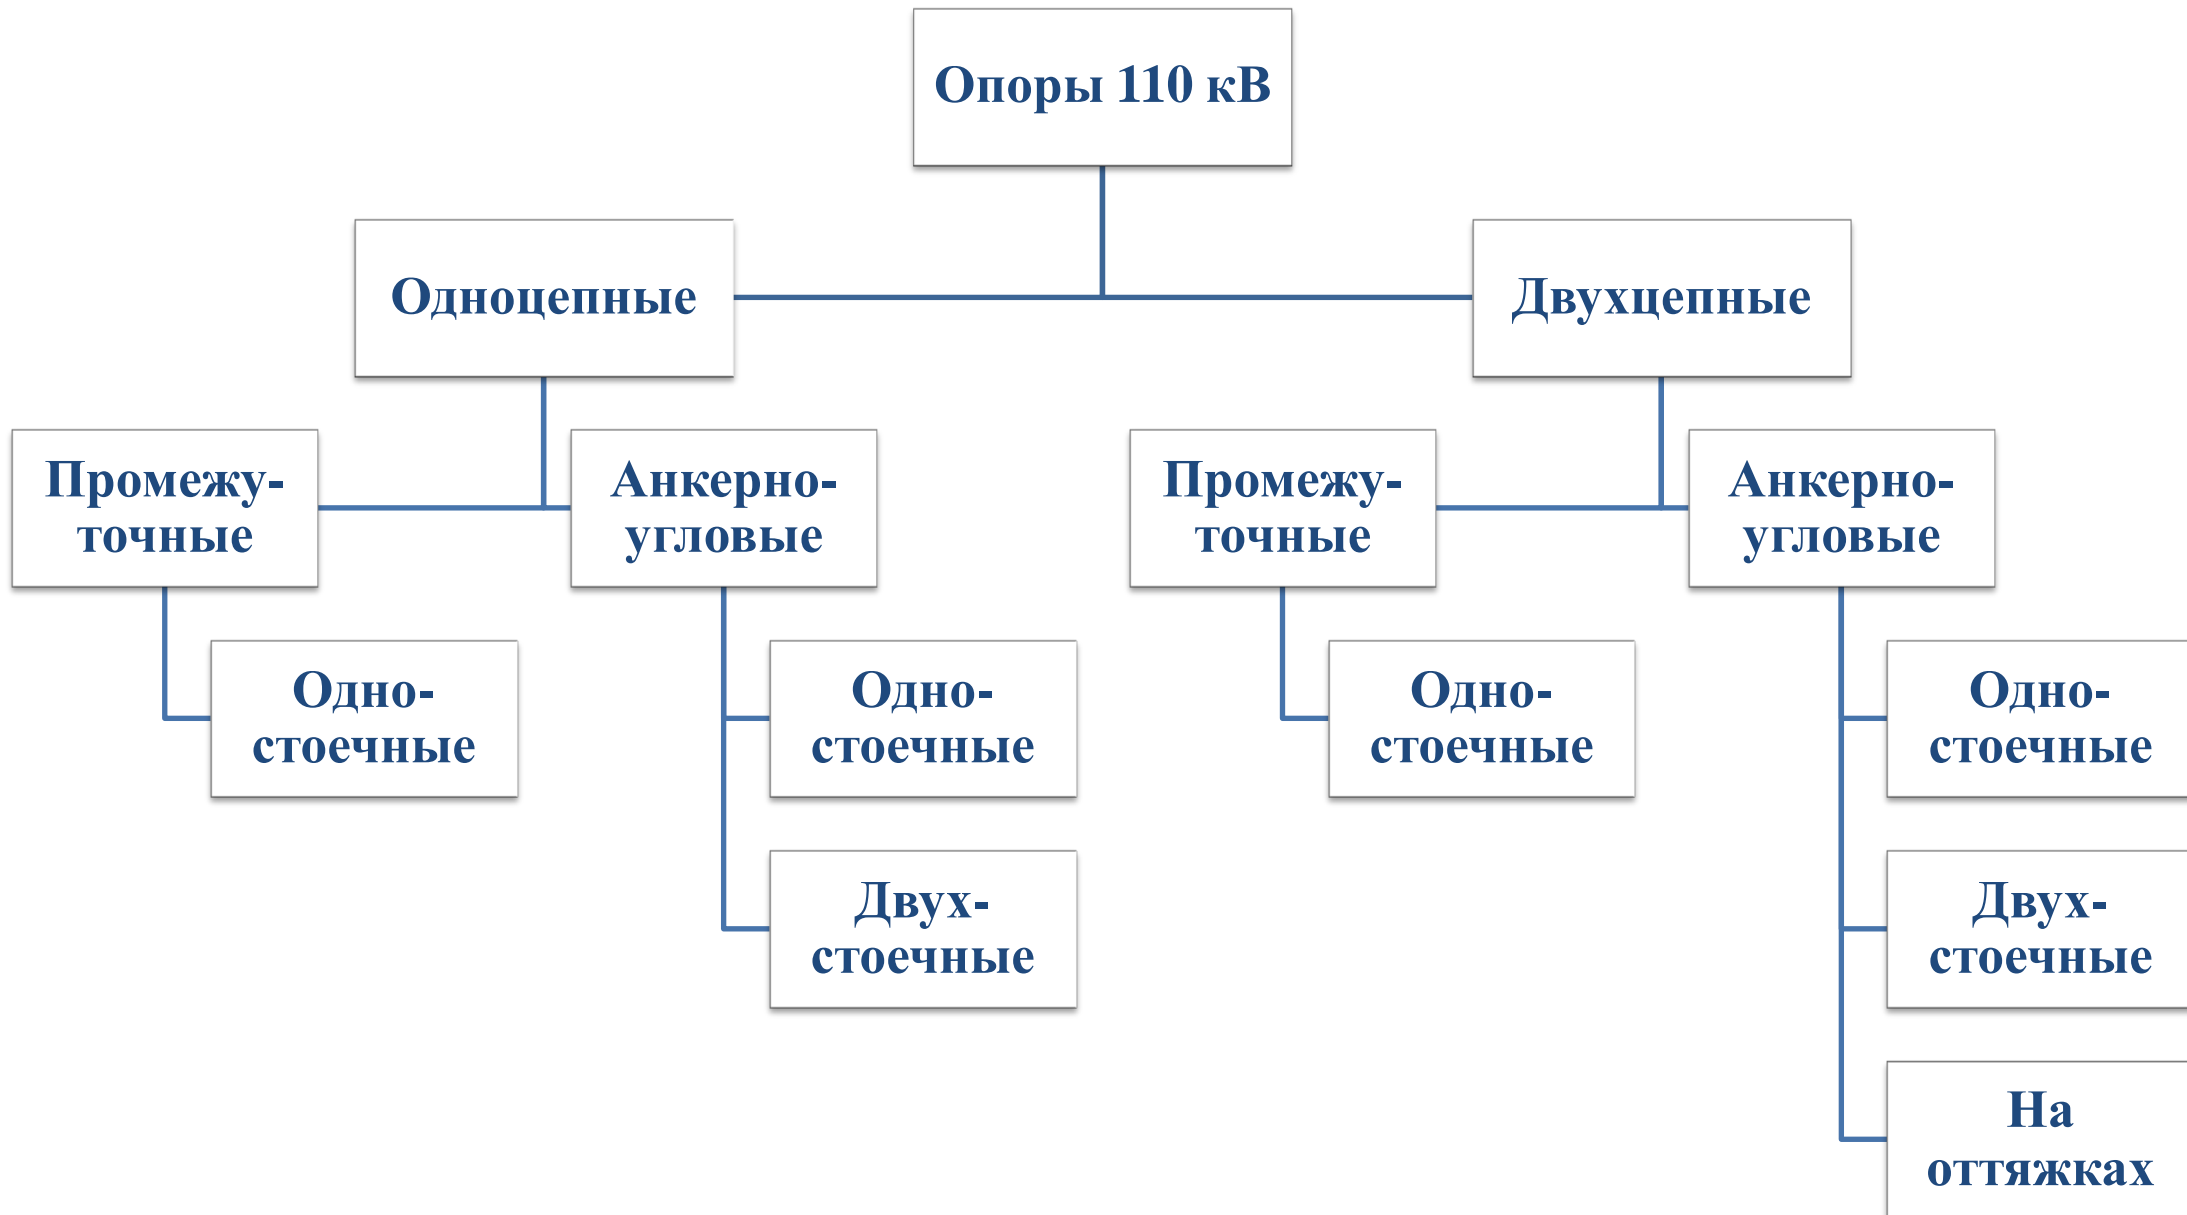 Опоры 110 кВ
Одноцепные
Двухцепные
Промежу-
точные
Анкерно-
угловые
Промежу-
точные
Анкерно-
угловые
Одно-
стоечные
Одно-
стоечные
Одно-
стоечные
Одно-
стоечные
Двух-
стоечные
Двух-
стоечные
На
оттяжках